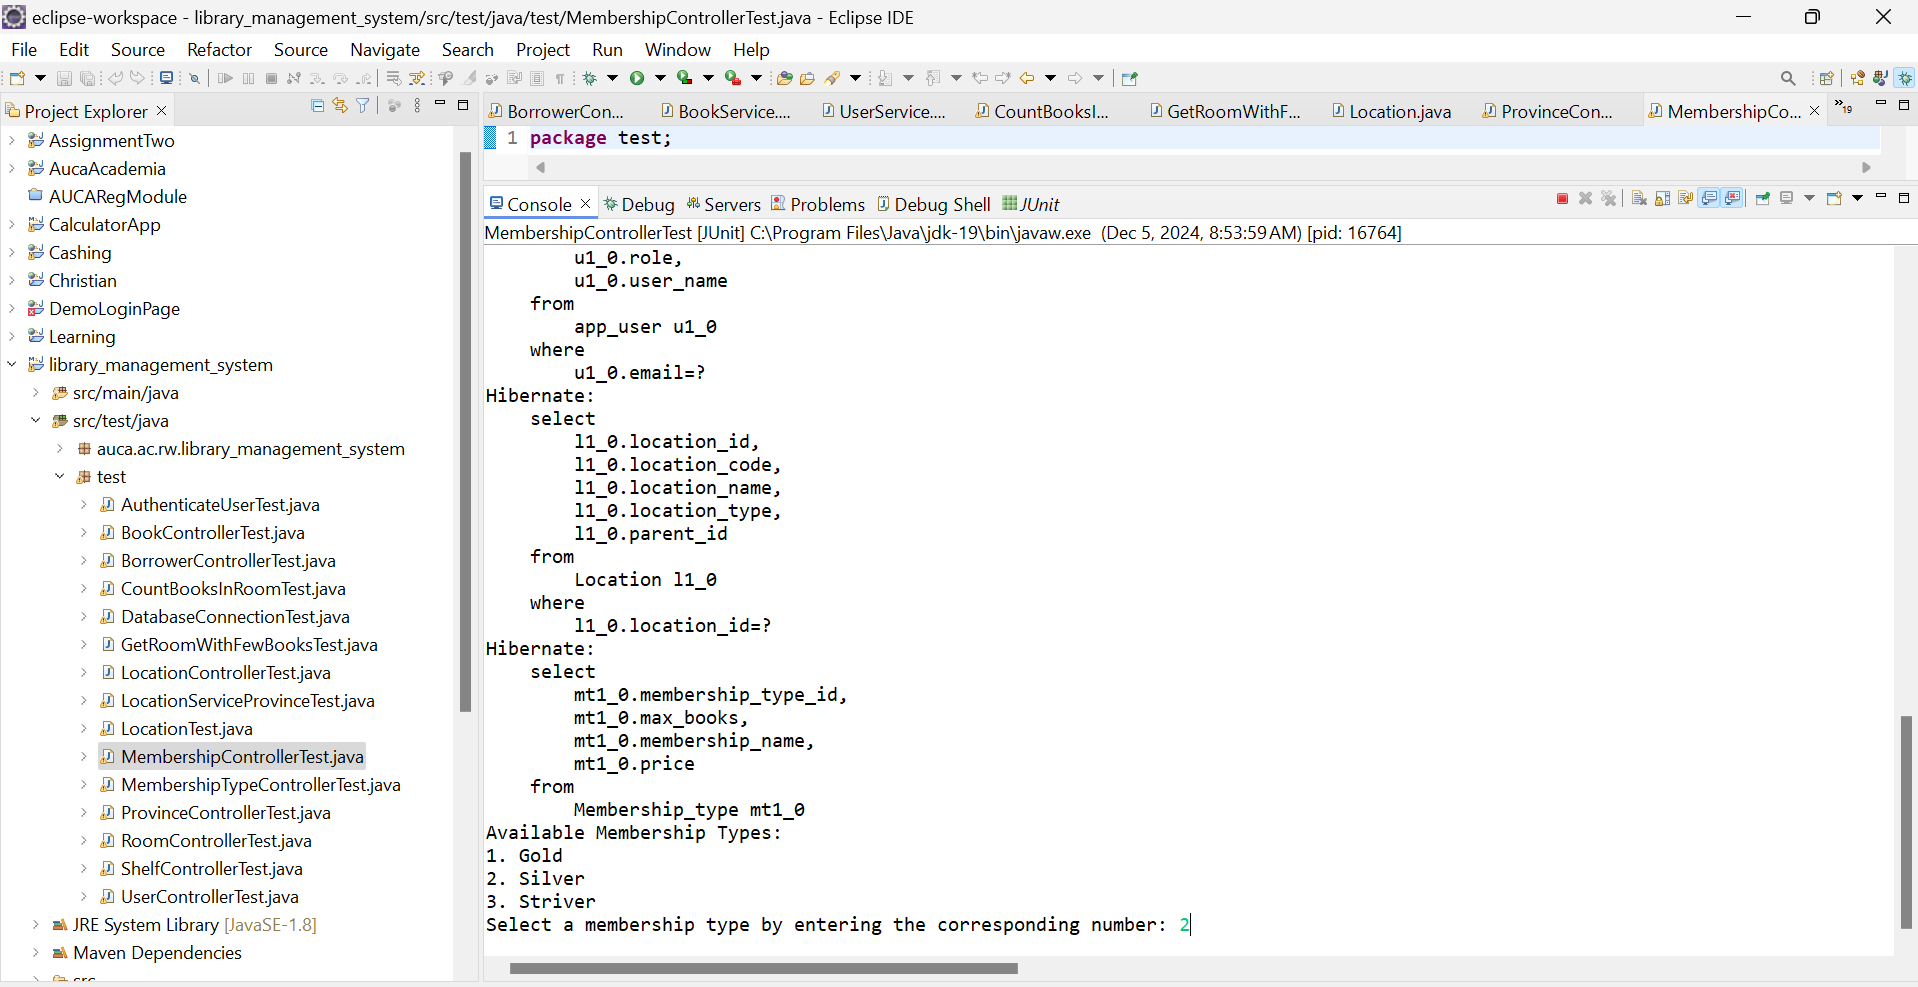 eclipse-workspace - library_management_system/src/test/java/test/MembershipControllerTest.java - Eclipse IDE
File Edit Source Refactor Source Navigate Search Project Run Window Help
Project Explorer
AssignmentTwo
AucaAcademia
AUCARegModule
CalculatorApp
Cashing
Christian
DemoLoginPage
Learning
library_management_system
src/main/java
src/test/java
auca.ac.rw.library_management_system
test
AuthenticateUserTest.java
BookControllerTest.java
BorrowerControllerTest.java
CountBooksInRoomTest.java
DatabaseConnectionTest.java
GetRoomWithFewBooksTest.java
LocationControllerTest.java
LocationServiceProvinceTest.java
LocationTest.java
MembershipControllerTest.java
MembershipTypeControllerTest.java
ProvinceControllerTest.java
RoomControllerTest.java
ShelfControllerTest.java
UserControllerTest.java
JRE System Library [JavaSE-1.8]
Maven Dependencies
src
BorrowerCon... BookService.... UserService.... CountBooksI... GetRoomWithF... Location.java ProvinceCon... MembershipCo... »19
1 package test;
Console Debug Servers Problems Debug Shell JUnit
MembershipControllerTest [JUnit] C:\Program Files\Java\jdk-19\bin\javaw.exe (Dec 5, 2024, 8:53:59 AM) [pid: 16764]
u1_0.role,
u1_0.user_name
from
app_user u1_0
where
u1_0.email=?
Hibernate:
select
l1_0.location_id,
l1_0.location_code,
l1_0.location_name,
l1_0.location_type,
l1_0.parent_id
from
Location l1_0
where
l1_0.location_id=?
Hibernate:
select
mt1_0.membership_type_id,
mt1_0.max_books,
mt1_0.membership_name,
mt1_0.price
from
Membership_type mt1_0
Available Membership Types:
1. Gold
2. Silver
3. Striver
Select a membership type by entering the corresponding number: 2